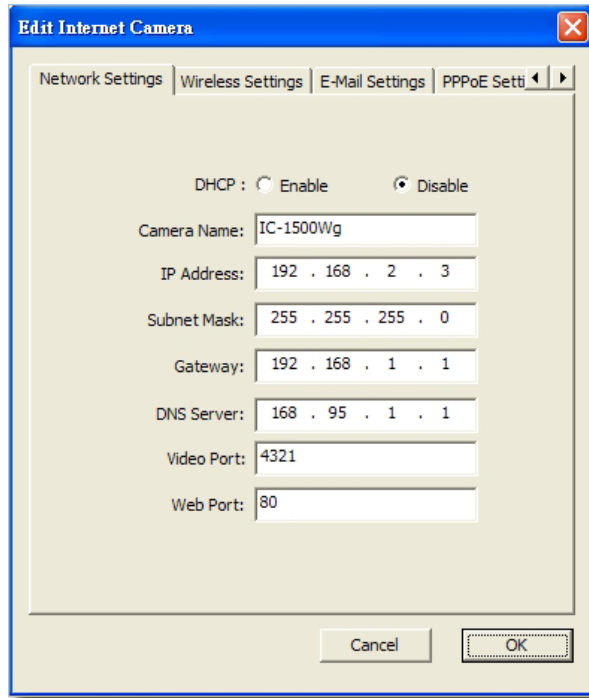 Edit Internet Camera
Network Settings Wireless Settings E-Mail Settings PPPoE Setti
DHCP : Enable Disable
Camera Name: IC-1500Wg
IP Address: 192 . 168 . 2 . 3
Subnet Mask: 255 . 255 . 255 . 0
Gateway: 192 . 168 . 1 . 1
DNS Server: 168 . 95 . 1 . 1
Video Port: 4321
Web Port: 80
Cancel OK